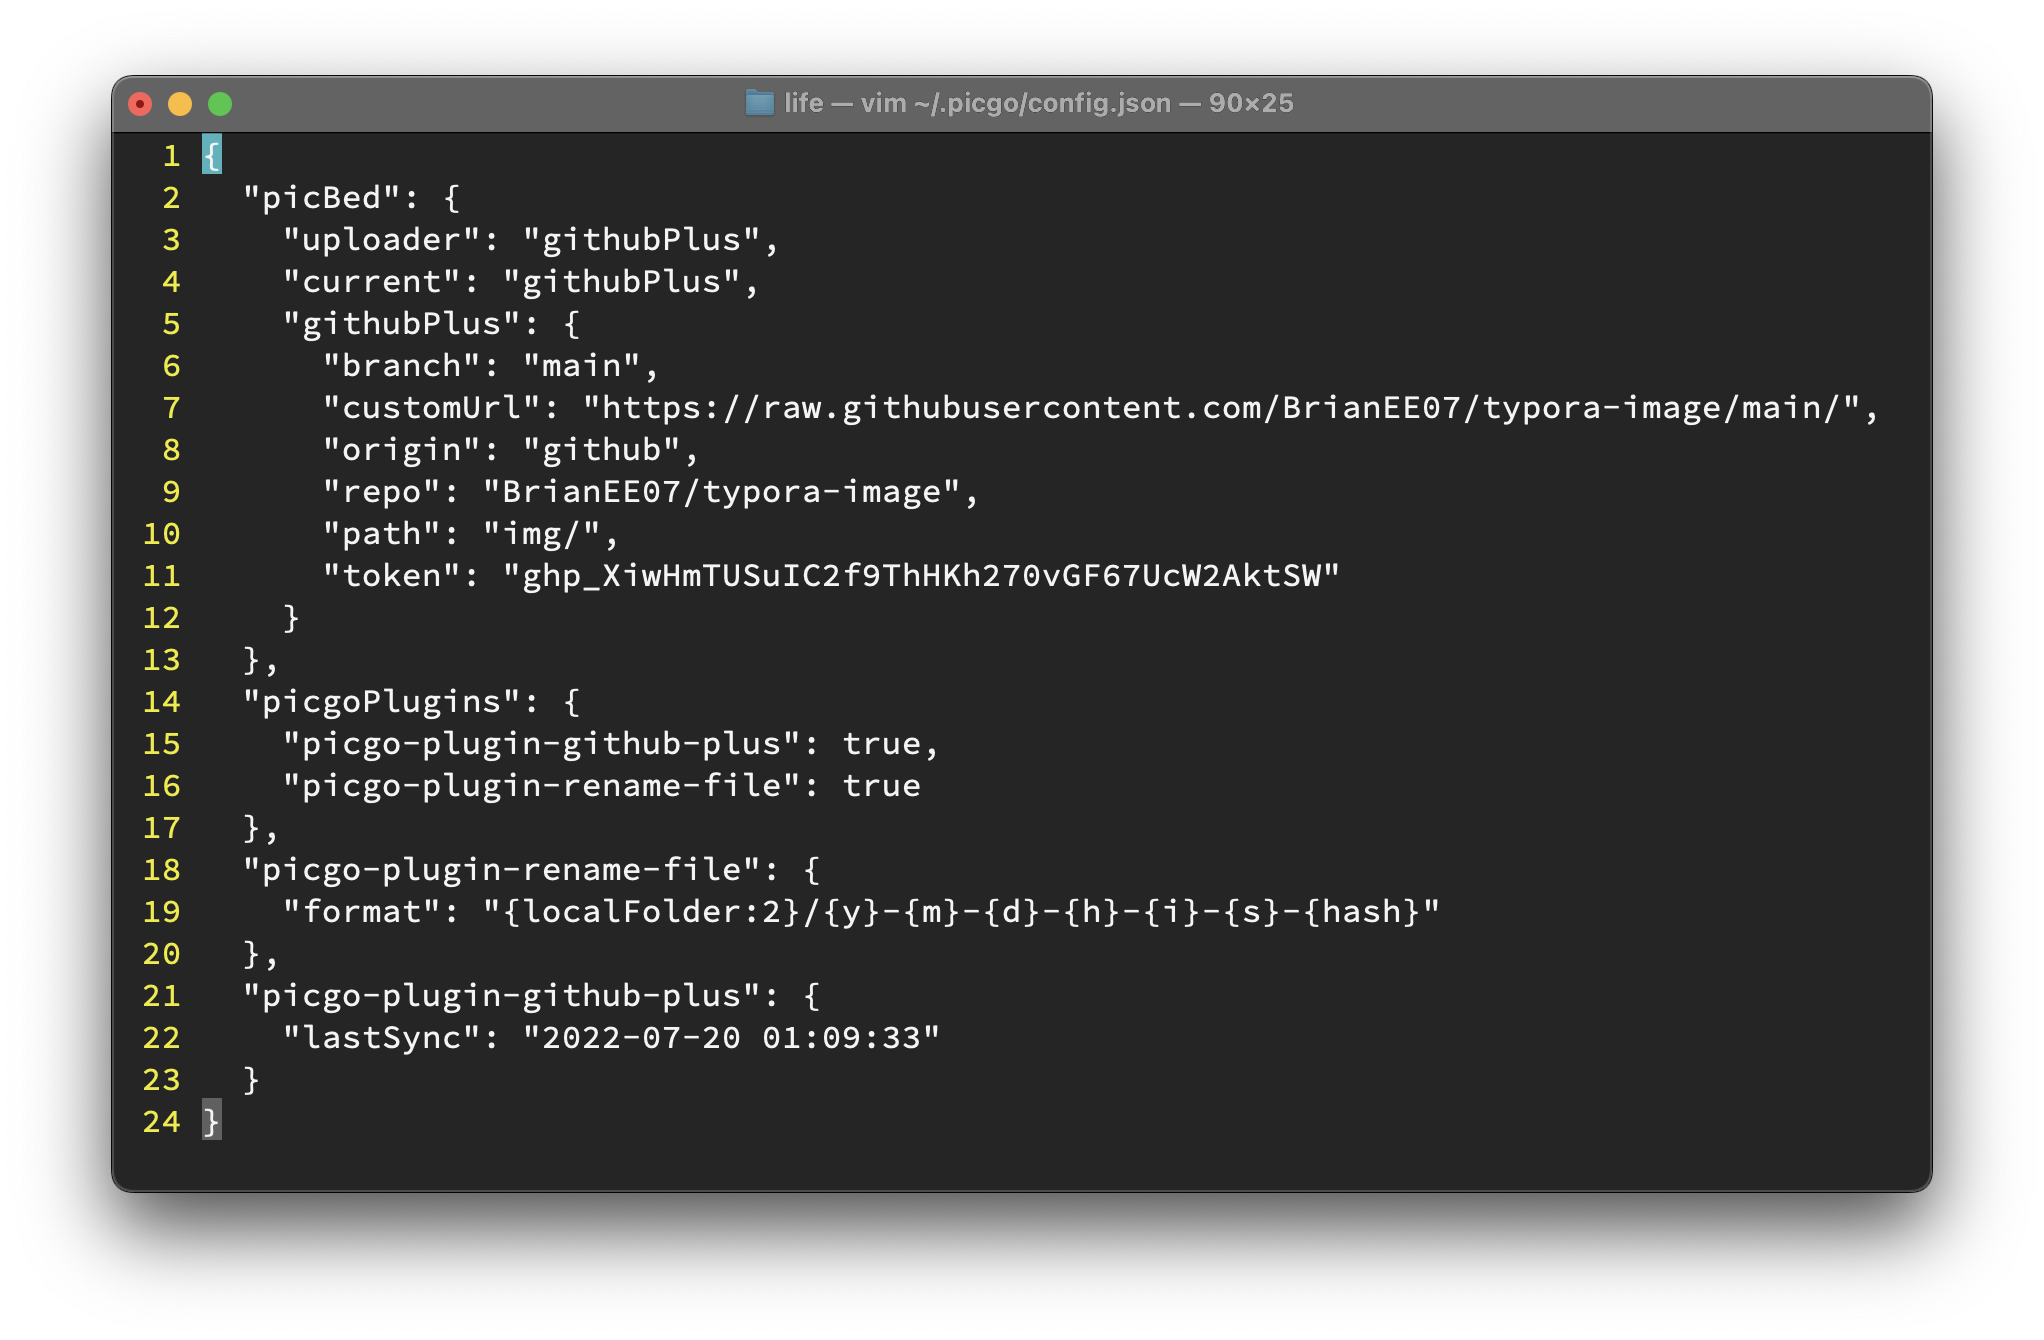 life — vim ~/.picgo/config.json — 90×25
1 {
2   "picBed": {
3     "uploader": "githubPlus",
4     "current": "githubPlus",
5     "githubPlus": {
6       "branch": "main",
7       "customUrl": "https://raw.githubusercontent.com/BrianEE07/typora-image/main/",
8       "origin": "github",
9       "repo": "BrianEE07/typora-image",
10       "path": "img/",
11       "token": "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"
12     }
13   },
14   "picgoPlugins": {
15     "picgo-plugin-github-plus": true,
16     "picgo-plugin-rename-file": true
17   },
18   "picgo-plugin-rename-file": {
19     "format": "{localFolder:2}/{y}-{m}-{d}-{h}-{i}-{s}-{hash}"
20   },
21   "picgo-plugin-github-plus": {
22     "lastSync": "2022-07-20 01:09:33"
23   }
24 }